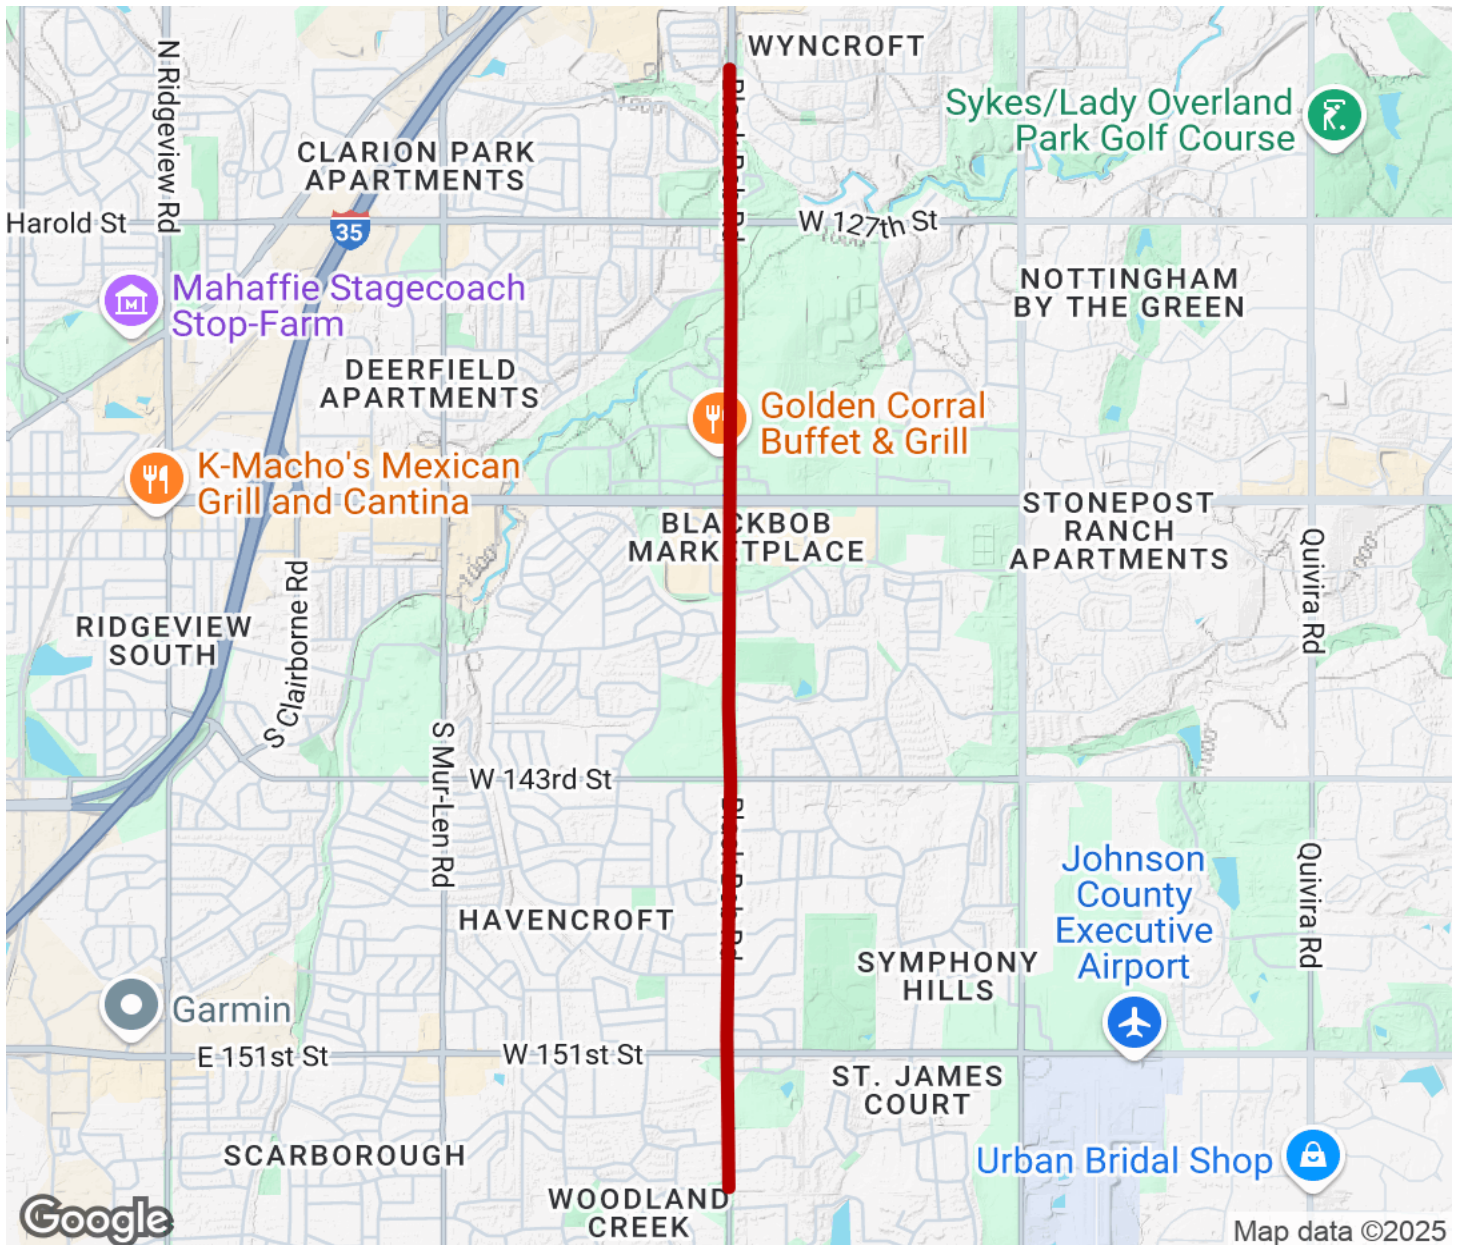 WYNCROFT
N Ridgeview Rd
Sykes/Lady Overland
Park Golf Course
CLARION PARK
APARTMENTS
Harold St
35
W 127th St
Mahaffie Stagecoach
Stop-Farm
NOTTINGHAM
BY THE GREEN
DEERFIELD
APARTMENTS
Golden Corral
Buffet & Grill
K-Macho's Mexican
Grill and Cantina
BLACKBOB
MARKETPLACE
STONEPOST
RANCH
APARTMENTS
S Clairborne Rd
Quivira Rd
RIDGEVIEW
SOUTH
S Mur-Len Rd
W 143rd St
Johnson
County
Executive
Airport
Quivira Rd
HAVENCROFT
SYMPHONY
HILLS
Garmin
E 151st St
W 151st St
ST. JAMES
COURT
SCARBOROUGH
Urban Bridal Shop
WOODLAND
CREEK
Google
Map data ©2025